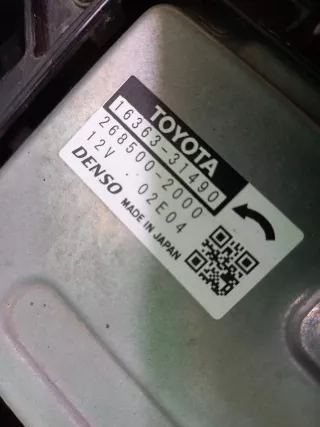 TOYOTA
16363-31490
268500-2000
12V 02E04
DENSO MADE IN JAPAN